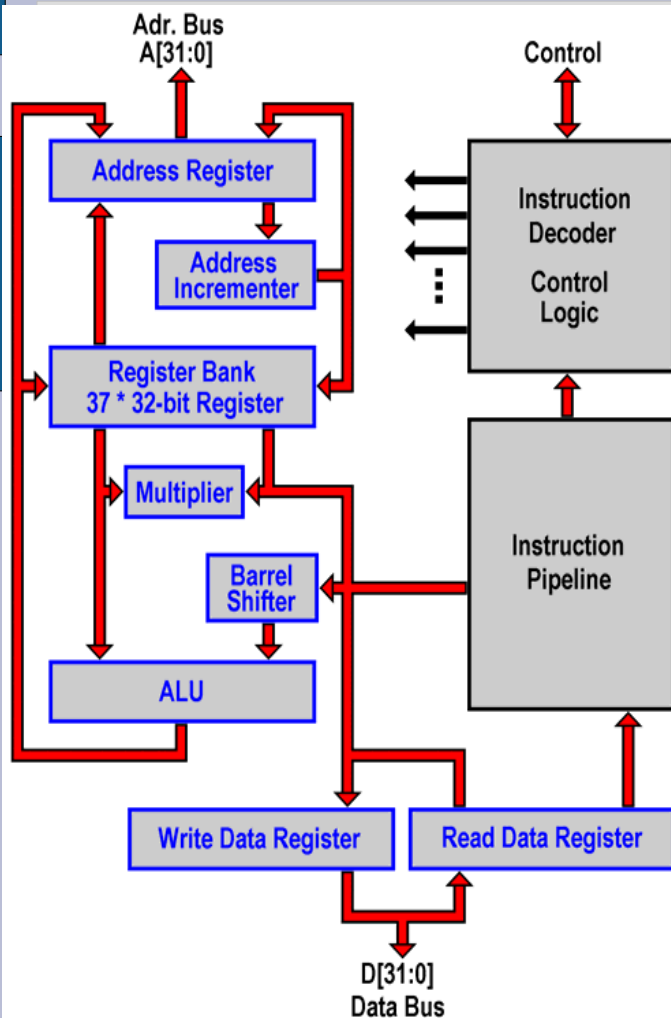 Adr. Bus
A[31:0]
Control
Address Register
Instruction
Decoder
Control
Logic
Address
Incrementer
Register Bank
37 * 32-bit Register
Multiplier
Instruction
Pipeline
Barrel
Shifter
ALU
Write Data Register
Read Data Register
D[31:0]
Data Bus